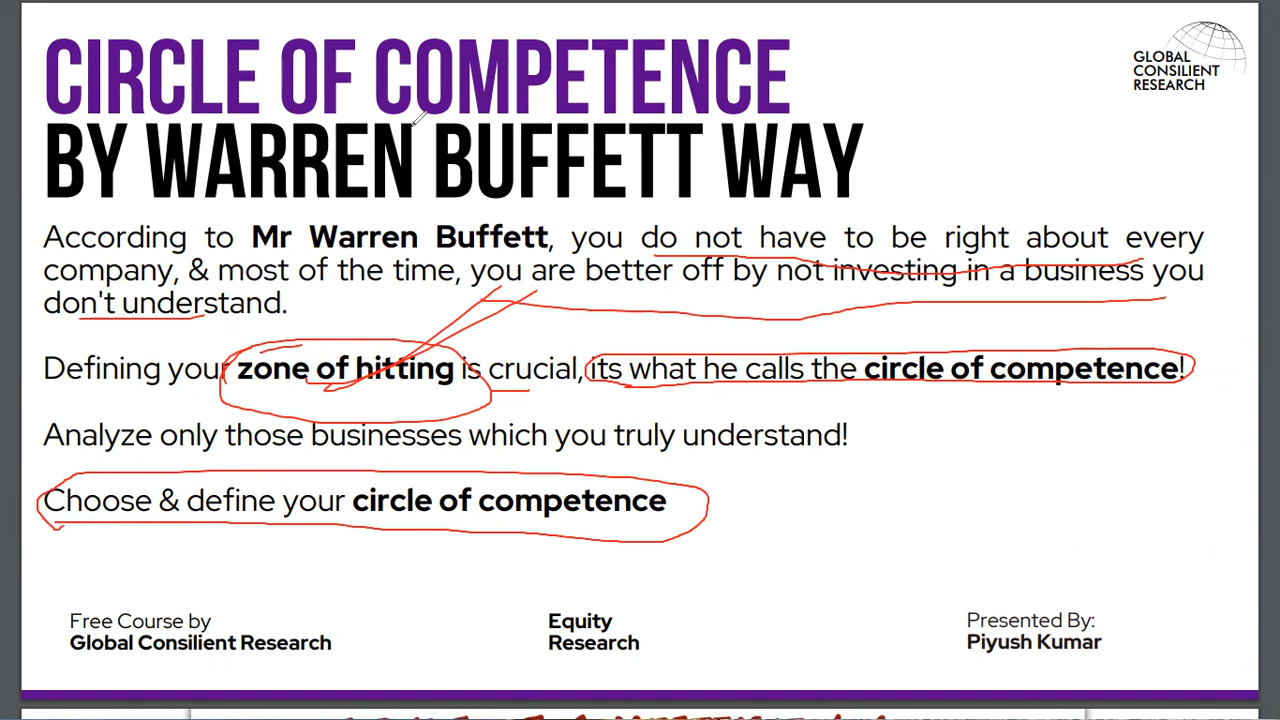 CIRCLE OF COMPETENCE
BY WARREN BUFFETT WAY
GLOBAL
CONSILIENT
RESEARCH
According to Mr Warren Buffett, you do not have to be right about every
company, & most of the time, you are better off by not investing in a business you
don't understand.
Defining your zone of hitting is crucial, its what he calls the circle of competence!
Analyze only those businesses which you truly understand!
Choose & define your circle of competence
Free Course by
Global Consilient Research
Equity
Research
Presented By:
Piyush Kumar